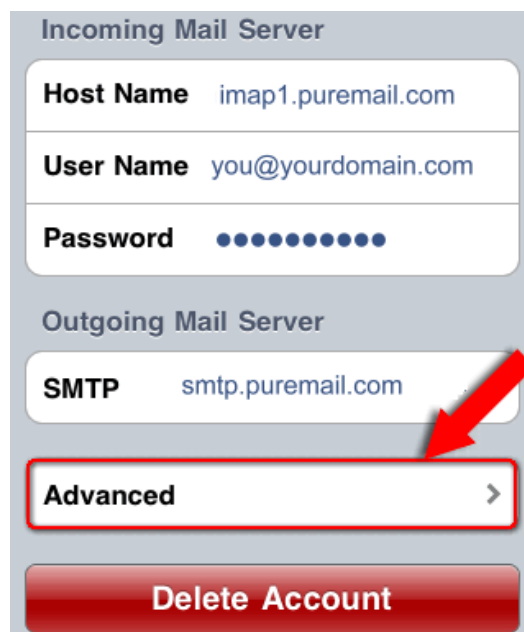 Incoming Mail Server
Host Name imap1.puremail.com
User Name you@yourdomain.com
Password ●●●●●●●●●●
Outgoing Mail Server
SMTP smtp.puremail.com
Advanced
Delete Account